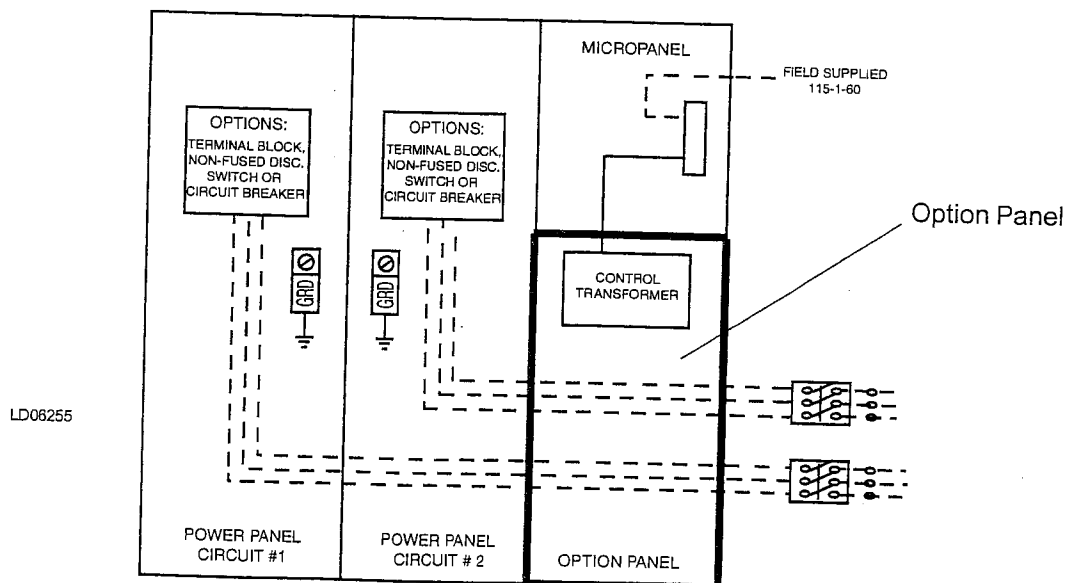 MICROPANEL
FIELD SUPPLIED
115-1-60
OPTIONS:
TERMINAL BLOCK,
NON-FUSED DISC.
SWITCH OR
CIRCUIT BREAKER
OPTIONS:
TERMINAL BLOCK,
NON-FUSED DISC.
SWITCH OR
CIRCUIT BREAKER
Option Panel
GRD
GRD
CONTROL
TRANSFORMER
LD06255
POWER PANEL
CIRCUIT #1
POWER PANEL
CIRCUIT # 2
OPTION PANEL